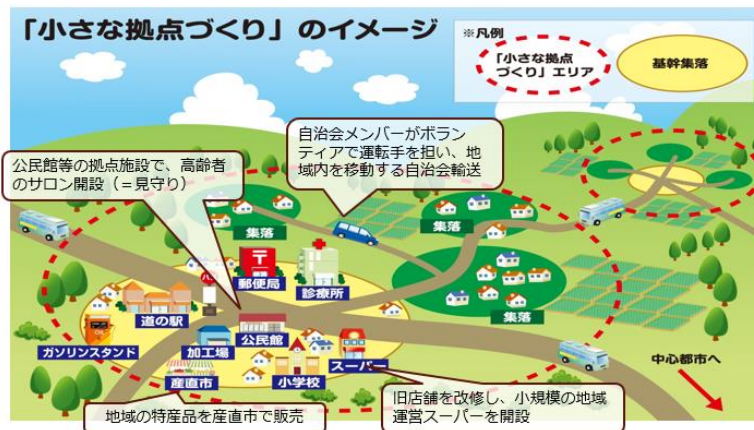 「小さな拠点づくり」のイメージ
※凡例
「小さな拠点
づくり」エリア
基幹集落
自治会メンバーがボラン
ティアで運転手を担い、地
域内を移動する自治会輸送
公民館等の拠点施設で、高齢者
のサロン開設（＝見守り）
集落
集落
集落
郵便局
診療所
道の駅
公民館
ガソリンスタンド
加工場
スーパー
産直市
小学校
中心都市へ
地域の特産品を産直市で販売
旧店舗を改修し、小規模の地域
運営スーパーを開設